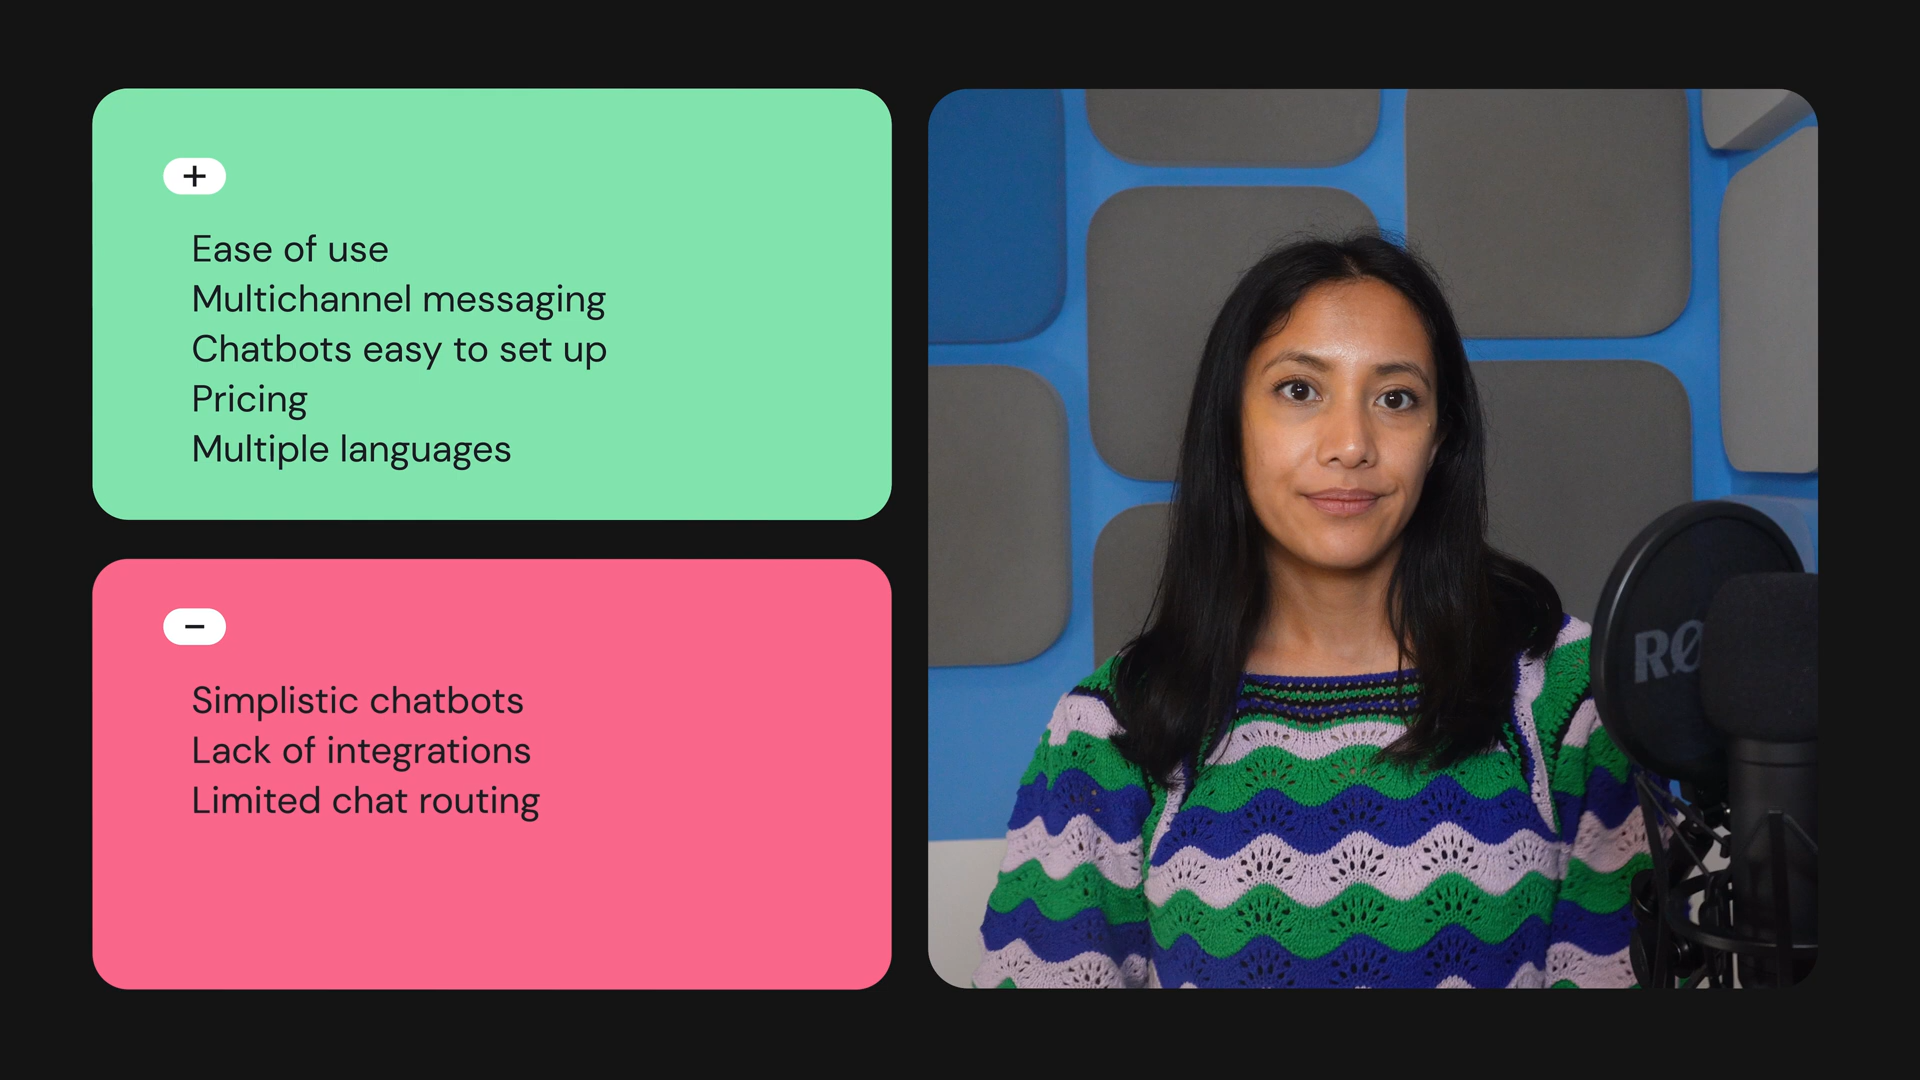 +
Ease of use
Multichannel messaging
Chatbots easy to set up
Pricing
Multiple languages
−
Simplistic chatbots
Lack of integrations
Limited chat routing
RØ